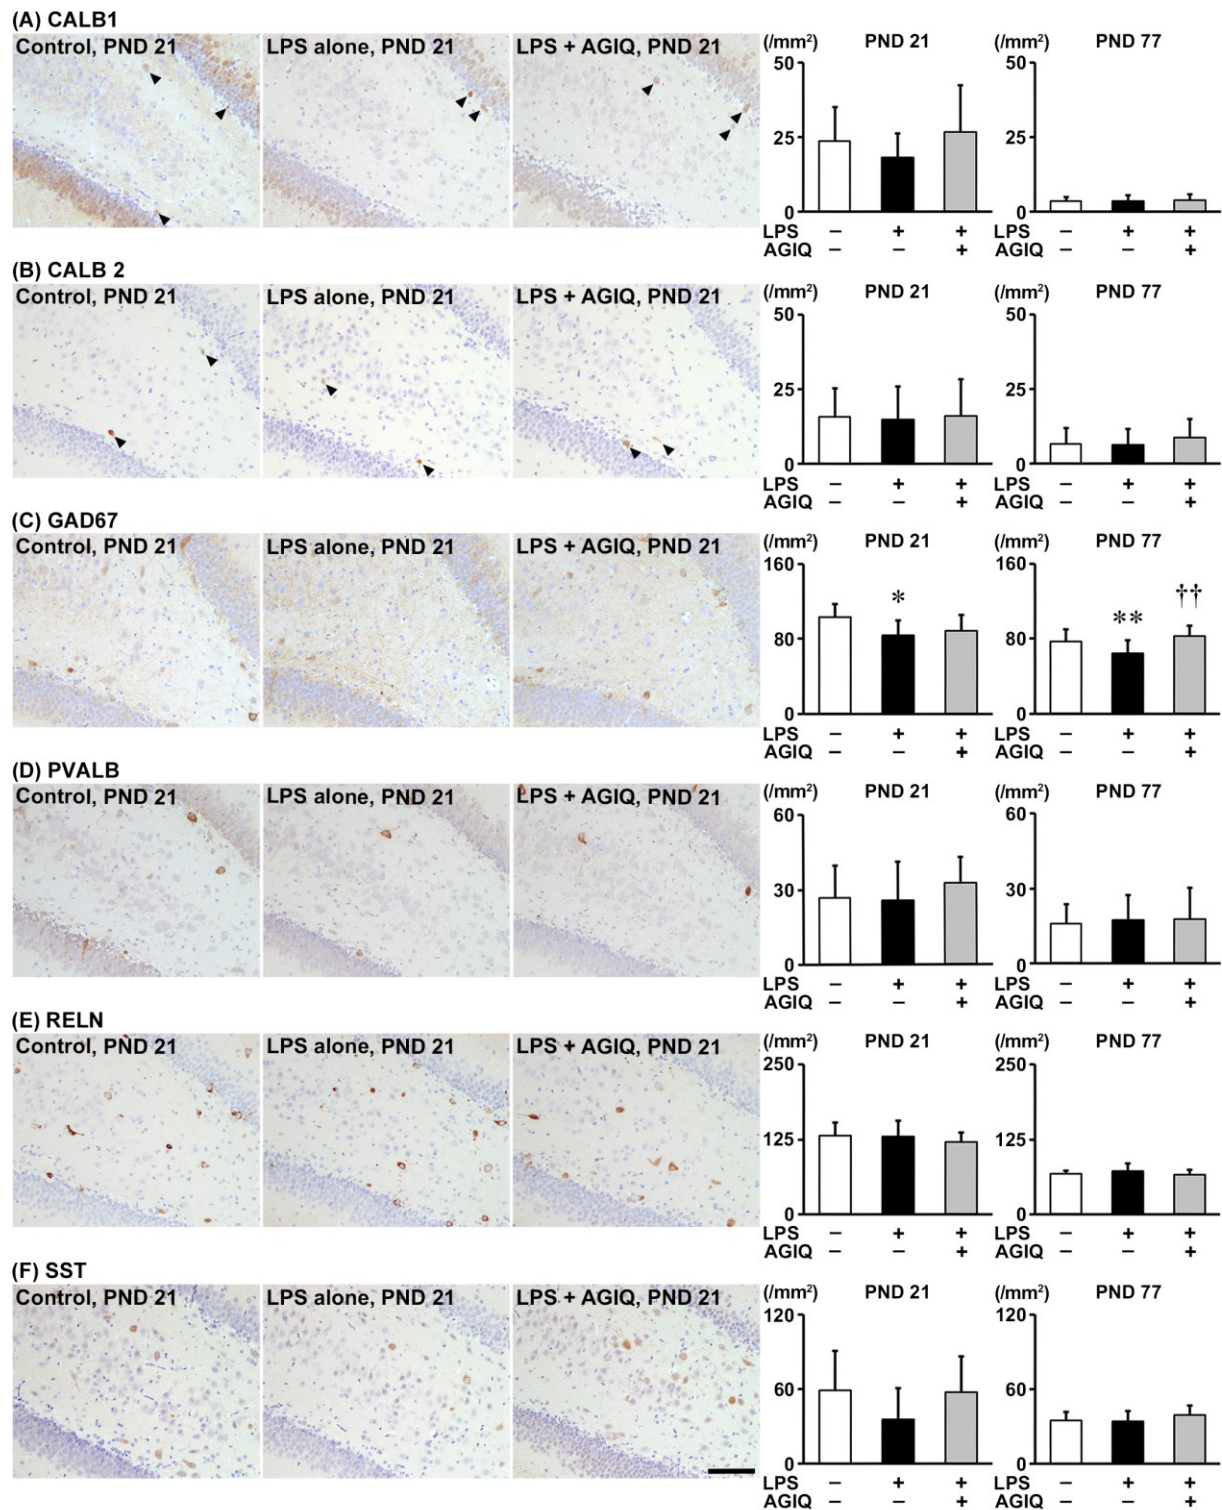 (A) CALB1
Control, PND 21 LPS alone, PND 21 LPS + AGIQ, PND 21
(/mm²) PND 21 (/mm²) PND 77
50 50
25 25
0 0
LPS – + + LPS – + +
AGIQ – – + AGIQ – – +
(B) CALB 2
Control, PND 21 LPS alone, PND 21 LPS + AGIQ, PND 21
(/mm²) PND 21 (/mm²) PND 77
50 50
25 25
0 0
LPS – + + LPS – + +
AGIQ – – + AGIQ – – +
(C) GAD67
Control, PND 21 LPS alone, PND 21 LPS + AGIQ, PND 21
(/mm²) PND 21 (/mm²) PND 77
160 160
* ** ††
80 80
0 0
LPS – + + LPS – + +
AGIQ – – + AGIQ – – +
(D) PVALB
Control, PND 21 LPS alone, PND 21 LPS + AGIQ, PND 21
(/mm²) PND 21 (/mm²) PND 77
60 60
30 30
0 0
LPS – + + LPS – + +
AGIQ – – + AGIQ – – +
(E) RELN
Control, PND 21 LPS alone, PND 21 LPS + AGIQ, PND 21
(/mm²) PND 21 (/mm²) PND 77
250 250
125 125
0 0
LPS – + + LPS – + +
AGIQ – – + AGIQ – – +
(F) SST
Control, PND 21 LPS alone, PND 21 LPS + AGIQ, PND 21
(/mm²) PND 21 (/mm²) PND 77
120 120
60 60
0 0
LPS – + + LPS – + +
AGIQ – – + AGIQ – – +